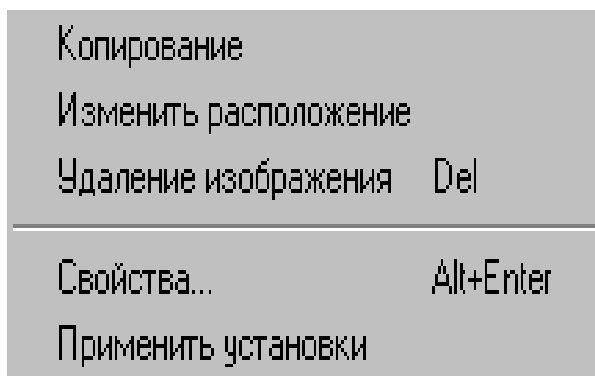 Копирование
Изменить расположение
Удаление изображения Del
Свойства... Alt+Enter
Применить установки